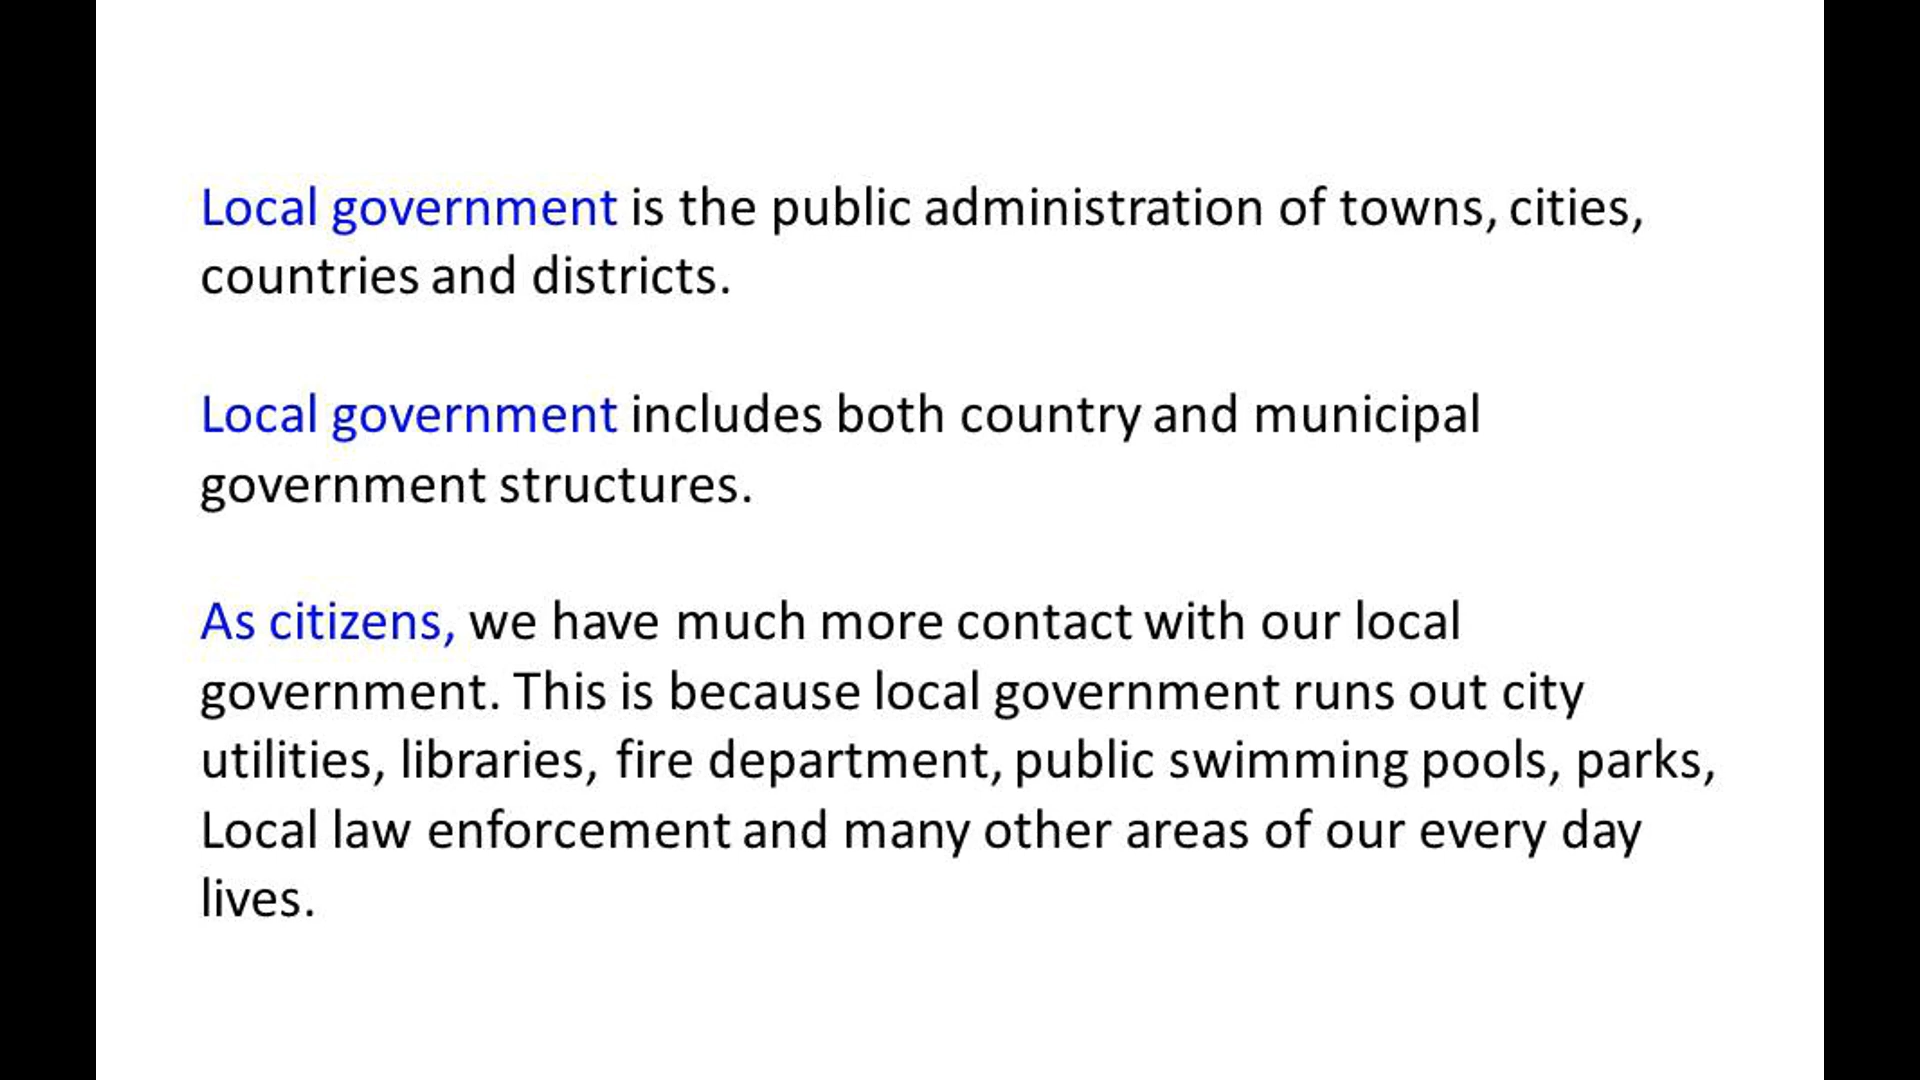 Local government is the public administration of towns, cities,
countries and districts.
Local government includes both country and municipal
government structures.
As citizens, we have much more contact with our local
government. This is because local government runs out city
utilities, libraries, fire department, public swimming pools, parks,
Local law enforcement and many other areas of our every day
lives.